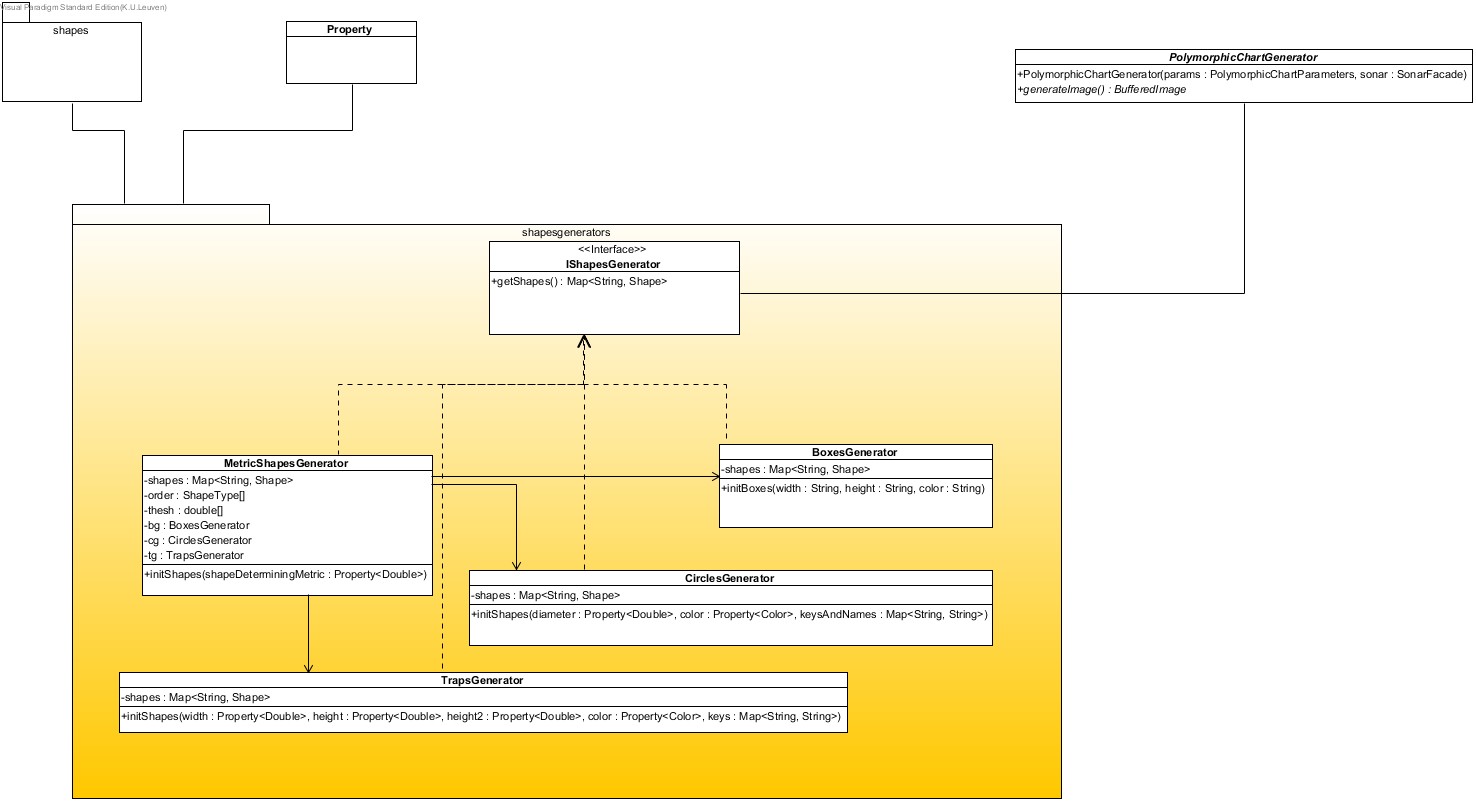 Visual Paradigm Standard Edition(K.U.Leuven)
shapes
Property
PolymorphicChartGenerator
+PolymorphicChartGenerator(params : PolymorphicChartParameters, sonar : SonarFacade)
+generateImage() : BufferedImage
shapesgenerators
<<Interface>>
IShapesGenerator
+getShapes() : Map<String, Shape>
MetricShapesGenerator
-shapes : Map<String, Shape>
-order : ShapeType[]
-thesh : double[]
-bg : BoxesGenerator
-cg : CirclesGenerator
-tg : TrapsGenerator
+initShapes(shapeDeterminingMetric : Property<Double>)
BoxesGenerator
-shapes : Map<String, Shape>
+initBoxes(width : String, height : String, color : String)
CirclesGenerator
-shapes : Map<String, Shape>
+initShapes(diameter : Property<Double>, color : Property<Color>, keysAndNames : Map<String, String>)
TrapsGenerator
-shapes : Map<String, Shape>
+initShapes(width : Property<Double>, height : Property<Double>, height2 : Property<Double>, color : Property<Color>, keys : Map<String, String>)